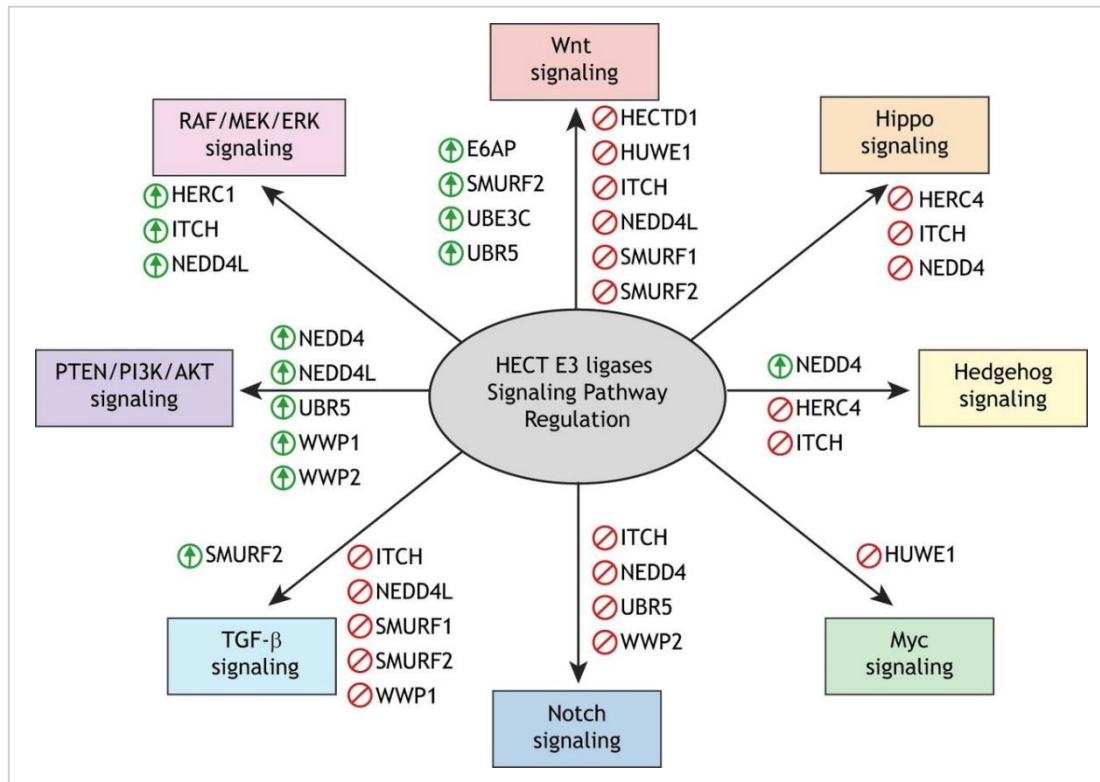 Wnt
signaling
RAF/MEK/ERK
signaling
Hippo
signaling
E6AP
SMURF2
UBE3C
UBR5
HECTD1
HUWE1
ITCH
NEDD4L
SMURF1
SMURF2
HERC1
ITCH
NEDD4L
HERC4
ITCH
NEDD4
PTEN/PI3K/AKT
signaling
NEDD4
NEDD4L
UBR5
WWP1
WWP2
HECT E3 ligases
Signaling Pathway
Regulation
NEDD4
HERC4
ITCH
Hedgehog
signaling
SMURF2
ITCH
NEDD4L
SMURF1
SMURF2
WWP1
TGF-β
signaling
ITCH
NEDD4
UBR5
WWP2
Notch
signaling
HUWE1
Myc
signaling